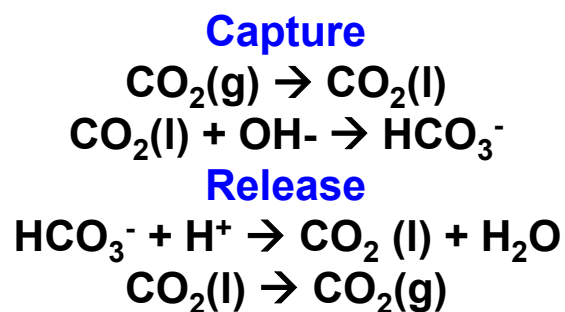 Capture
CO₂(g) → CO₂(l)
CO₂(l) + OH- → HCO₃⁻
Release
HCO₃⁻ + H⁺ → CO₂ (l) + H₂O
CO₂(l) → CO₂(g)